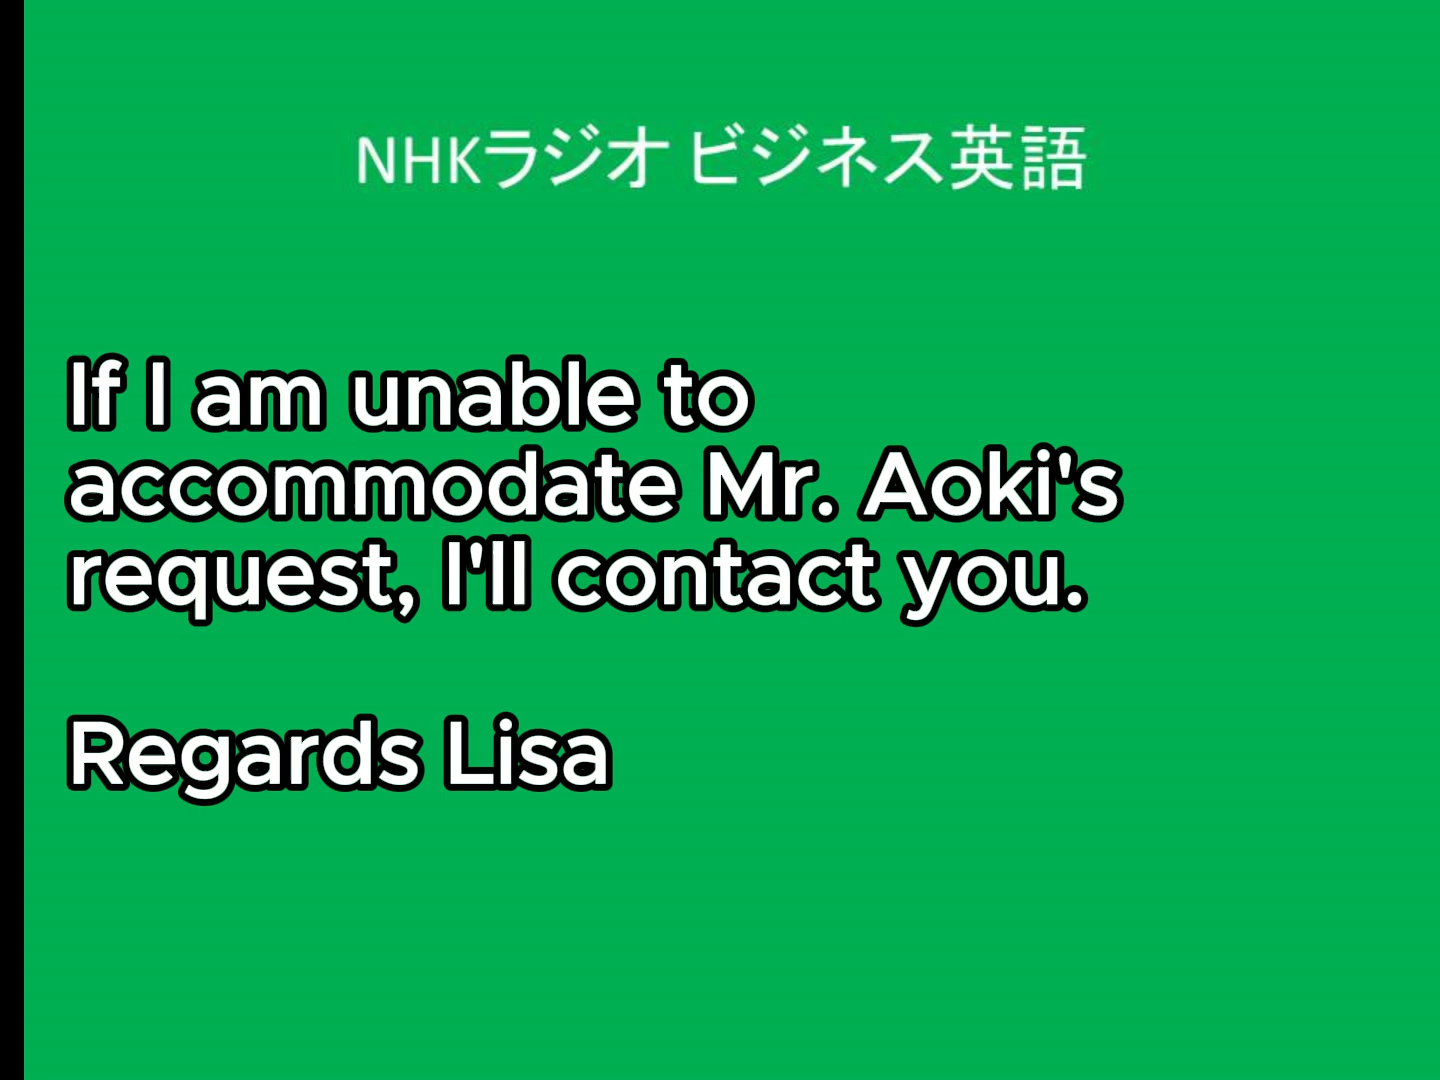 NHKラジオ ビジネス英語
If I am unable to
accommodate Mr. Aoki's
request, I'll contact you.
Regards Lisa